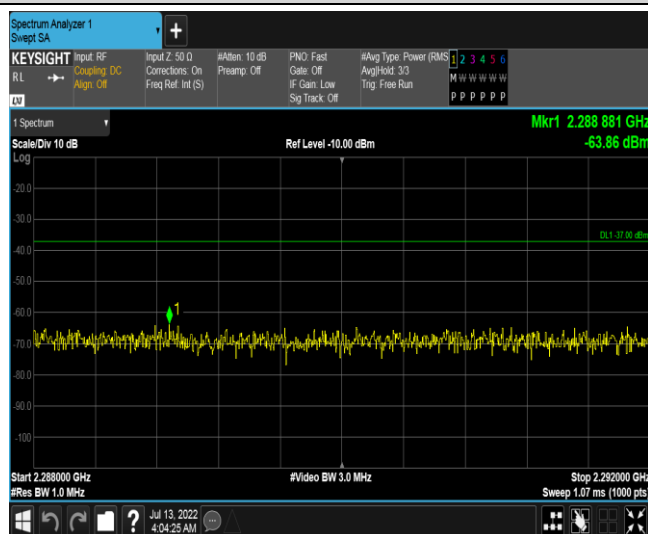 Spectrum Analyzer 1
Swept SA
+
KEYSIGHT
RL
LXI
Input: RF
Coupling: DC
Align: Off
Input Z: 50 Ω
Corrections: On
Freq Ref: Int (S)
#Atten: 10 dB
Preamp: Off
PNO: Fast
Gate: Off
IF Gain: Low
Sig Track: Off
#Avg Type: Power (RMS
Avg|Hold: 3/3
Trig: Free Run
1 2 3 4 5 6
M W W W W W
P P P P P P
1 Spectrum
Scale/Div 10 dB
Log
Ref Level -10.00 dBm
Mkr1 2.288 881 GHz
-63.86 dBm
-20.0
-30.0
DL1 -37.00 dBm
-40.0
-50.0
-60.0
1
-70.0
-80.0
-90.0
-100
Start 2.288000 GHz
#Video BW 3.0 MHz
Stop 2.292000 GHz
#Res BW 1.0 MHz
Sweep 1.07 ms (1000 pts)
?
Jul 13, 2022
4:04:25 AM